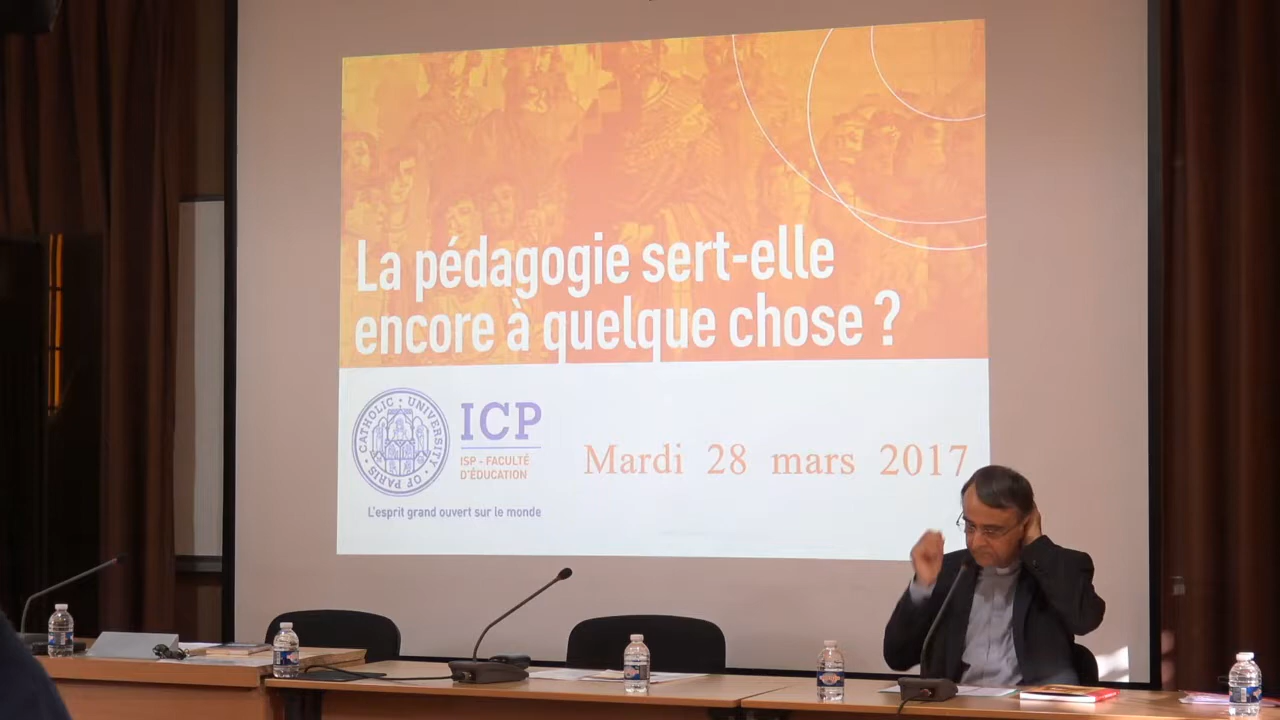 La pédagogie sert-elle
encore à quelque chose ?
CATHOLIC • UNIVERSITY OF PARIS
ICP
ISP - FACULTÉ
D'ÉDUCATION
Mardi 28 mars 2017
L'esprit grand ouvert sur le monde